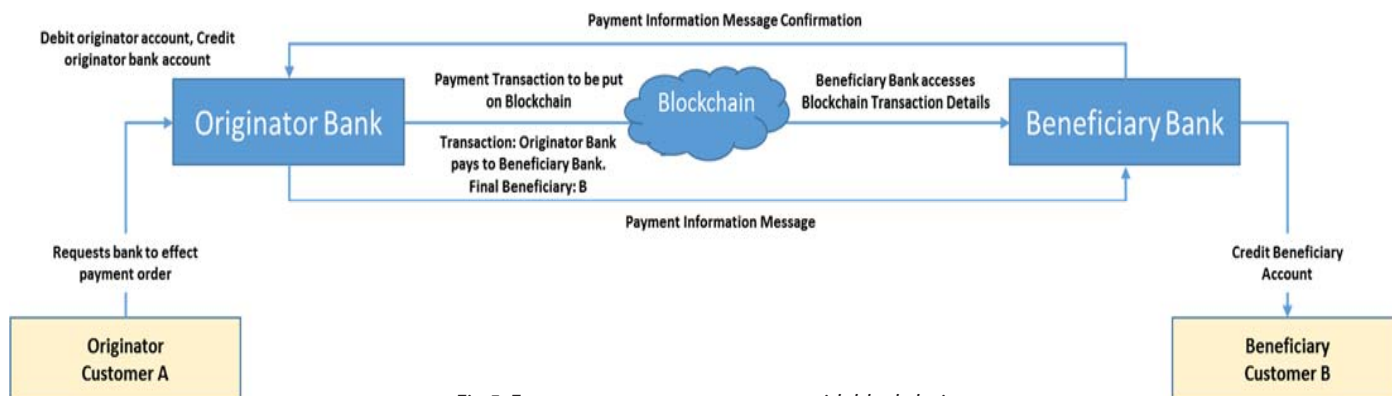 Payment Information Message Confirmation
Debit originator account, Credit
originator bank account
Payment Transaction to be put
on Blockchain
Blockchain
Beneficiary Bank accesses
Blockchain Transaction Details
Originator Bank
Beneficiary Bank
Transaction: Originator Bank
pays to Beneficiary Bank.
Final Beneficiary: B
Payment Information Message
Requests bank to effect
payment order
Credit Beneficiary
Account
Originator
Customer A
Beneficiary
Customer B